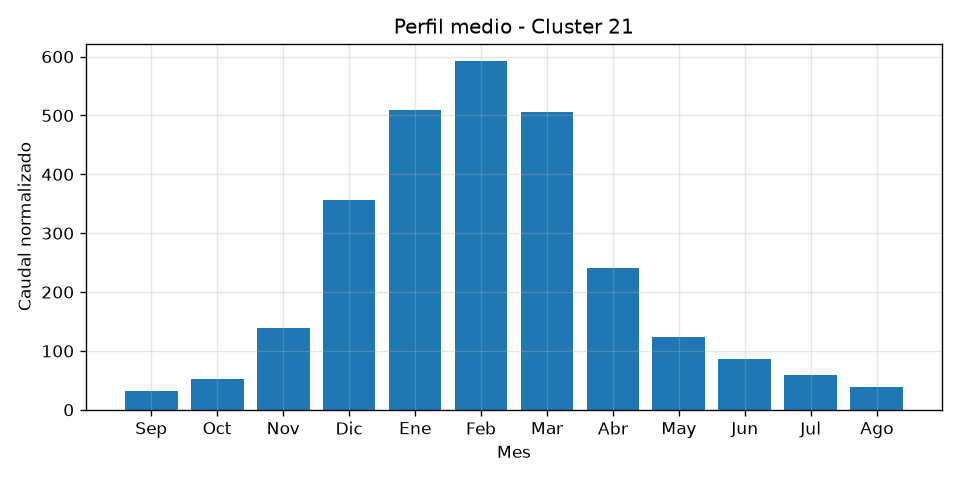 Perfil medio - Cluster 21
Caudal normalizado
600
500
400
300
200
100
0
Sep Oct Nov Dic Ene Feb Mar Abr May Jun Jul Ago
Mes